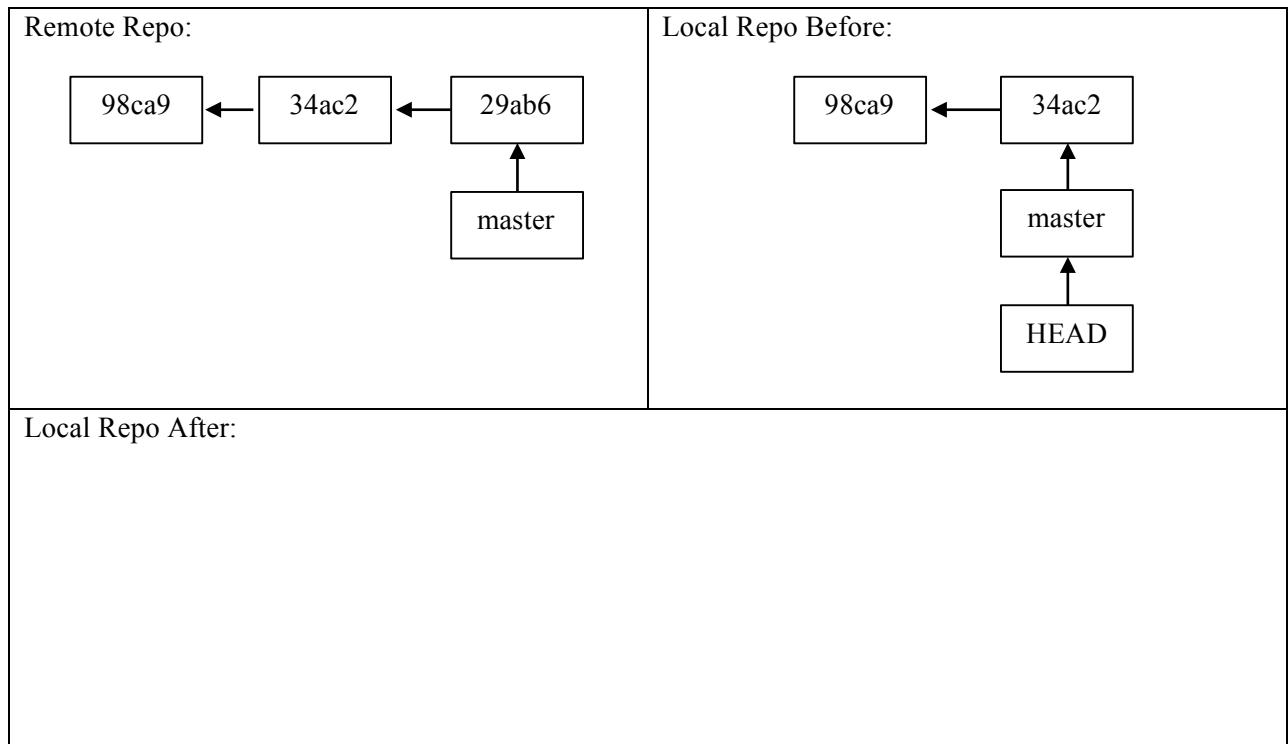 Remote Repo:
98ca9 34ac2 29ab6
master
Local Repo Before:
98ca9 34ac2
master
HEAD
Local Repo After: